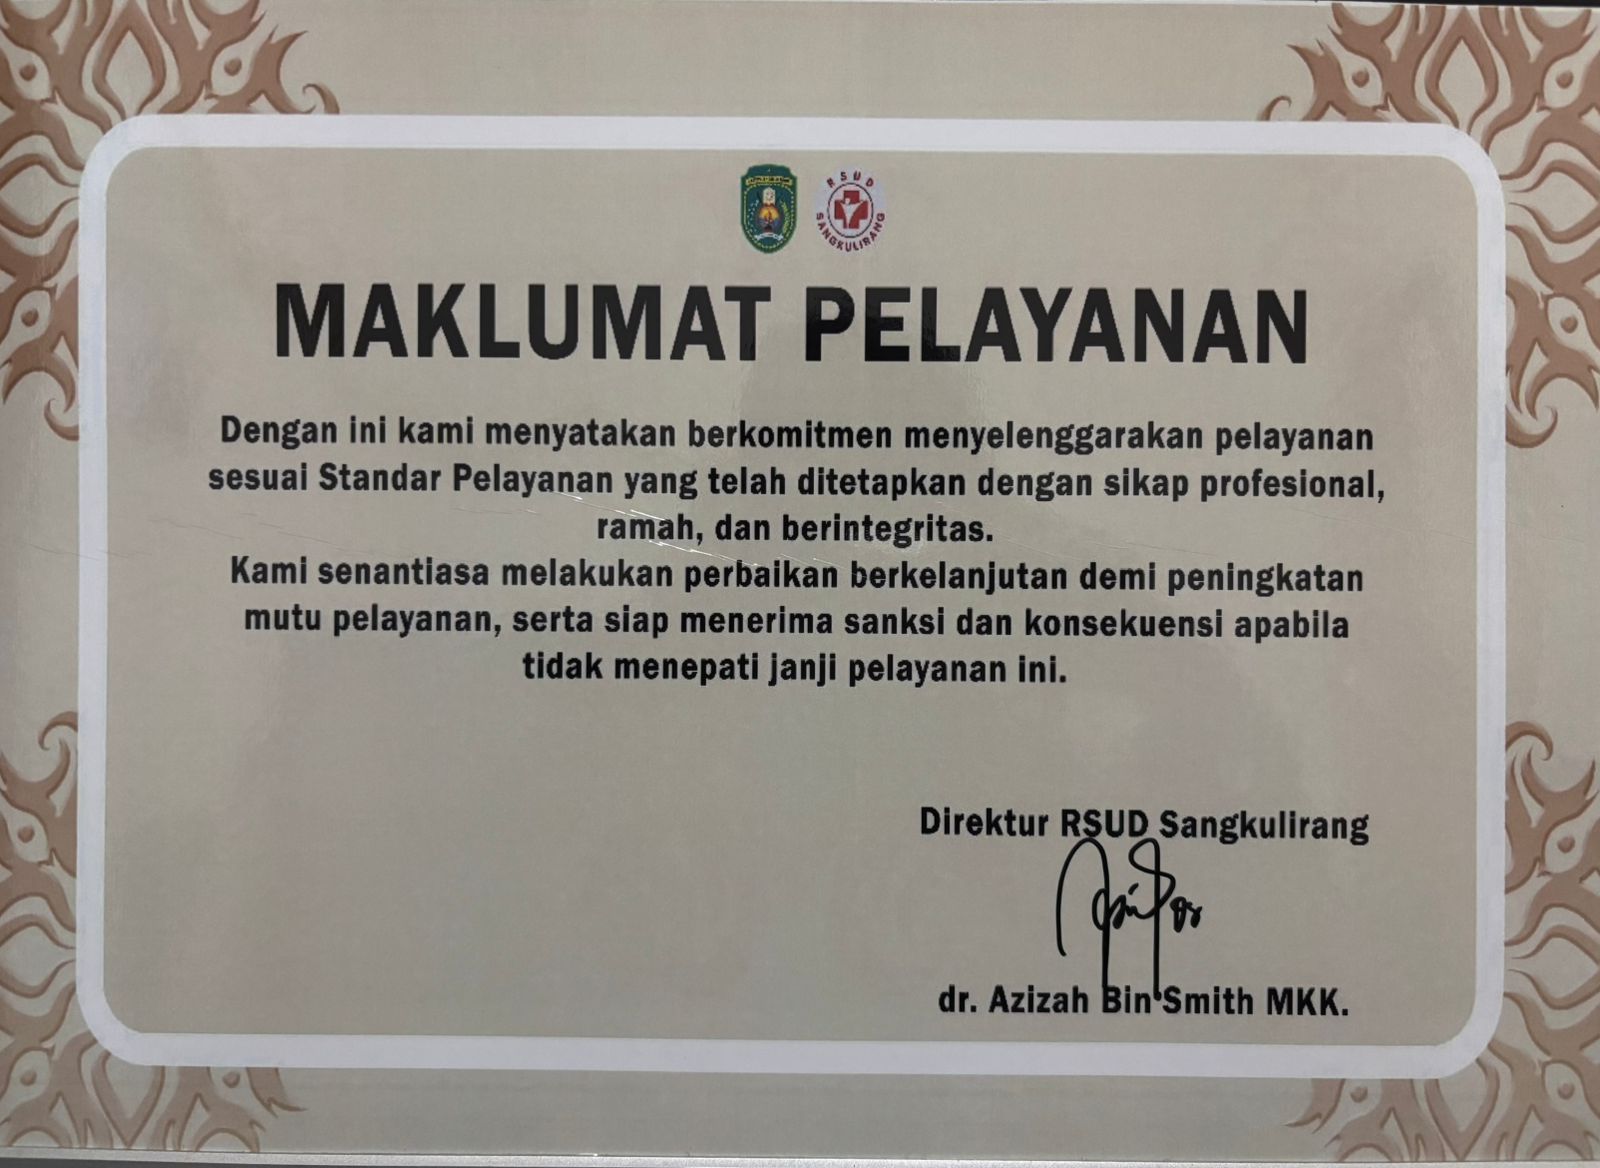 RSUD
SANGKULIRANG
MAKLUMAT PELAYANAN
Dengan ini kami menyatakan berkomitmen menyelenggarakan pelayanan
sesuai Standar Pelayanan yang telah ditetapkan dengan sikap profesional,
ramah, dan berintegritas.
Kami senantiasa melakukan perbaikan berkelanjutan demi peningkatan
mutu pelayanan, serta siap menerima sanksi dan konsekuensi apabila
tidak menepati janji pelayanan ini.
Direktur RSUD Sangkulirang
dr. Azizah Bin Smith MKK.